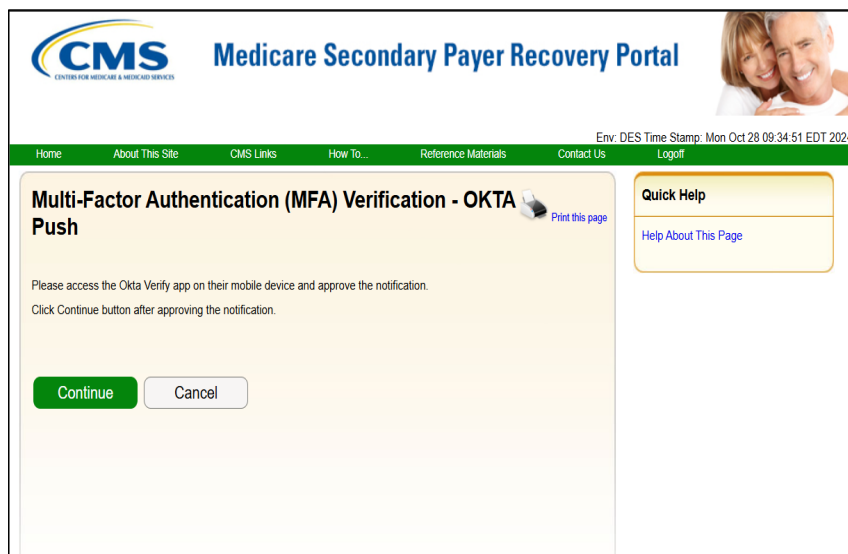 CMS
CENTERS FOR MEDICARE & MEDICAID SERVICES
Medicare Secondary Payer Recovery Portal
Env: DES Time Stamp: Mon Oct 28 09:34:51 EDT 2024
Home About This Site CMS Links How To... Reference Materials Contact Us Logoff
Multi-Factor Authentication (MFA) Verification - OKTA
Push
Print this page
Please access the Okta Verify app on their mobile device and approve the notification.
Click Continue button after approving the notification.
Continue Cancel
Quick Help
Help About This Page